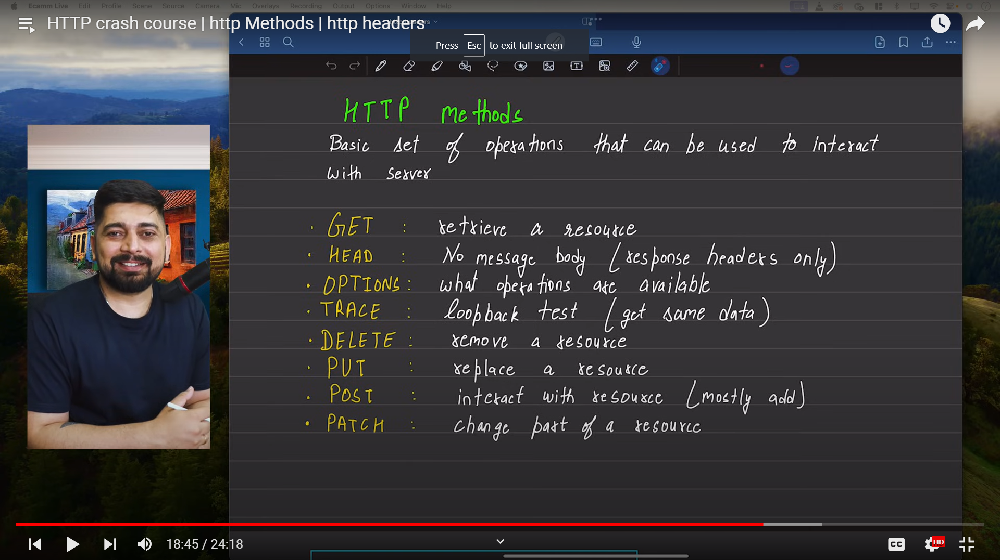 Ecamm Live Edit Profile Scene Source Camera Mic Overlays Recording Output Options Window Help
HTTP crash course | http Methods | http headers
Press Esc to exit full screen
HTTP Methods
Basic set of operations that can be used to interact
with server
· GET : retrieve a resource
· HEAD : No message body (response headers only)
· OPTIONS : what operations are available
· TRACE : loopback test (get same data)
· DELETE : remove a resource
· PUT : replace a resource
· POST : interact with resource (mostly add)
· PATCH : change part of a resource
18:45 / 24:18
CC
HD